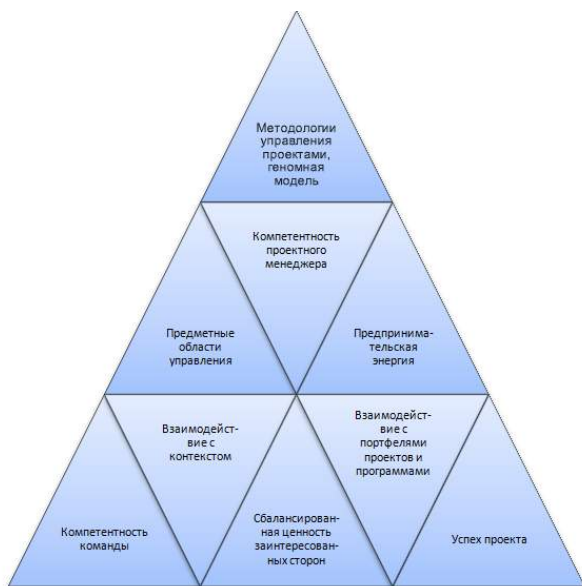 Методологии
управления
проектами,
геномная
модель
Компетентность
проектного
менеджера
Предметные
области
управления
Предпринима-
тельская
энергия
Взаимодейст-
вие с
контекстом
Взаимодейст-
вие с
портфелями
проектов и
программами
Компетентность
команды
Сбалансирован-
ная ценность
заинтересован-
ных сторон
Успех проекта